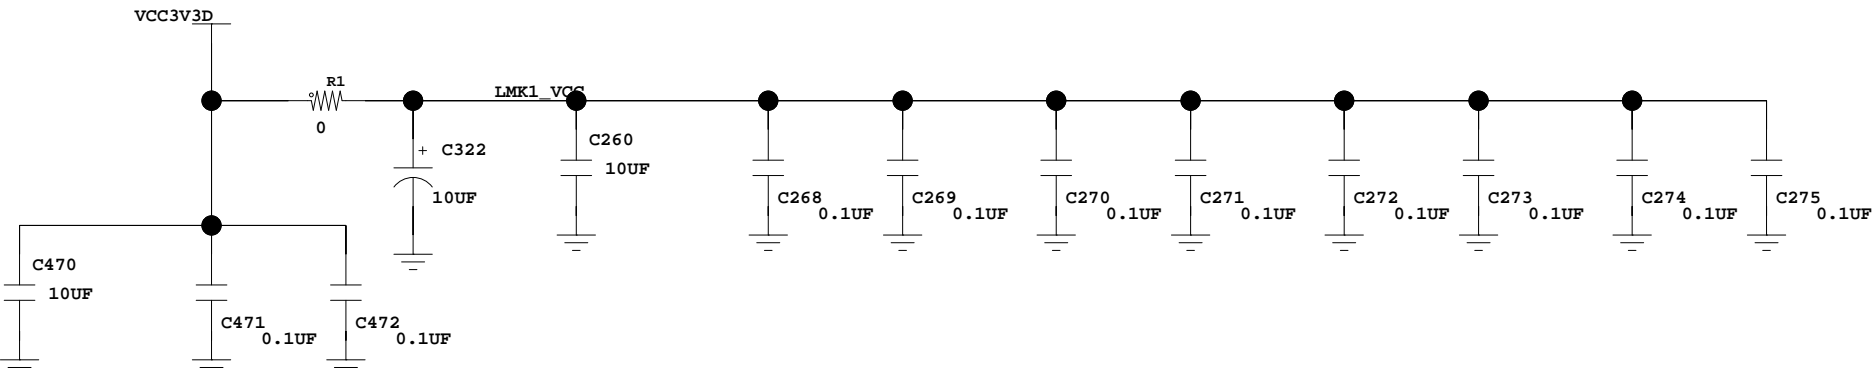 VCC3V3D
R1
0
LMK1_VCC
+ C322
10UF
C260
10UF
C268
0.1UF
C269
0.1UF
C270
0.1UF
C271
0.1UF
C272
0.1UF
C273
0.1UF
C274
0.1UF
C275
0.1UF
C470
10UF
C471
0.1UF
C472
0.1UF